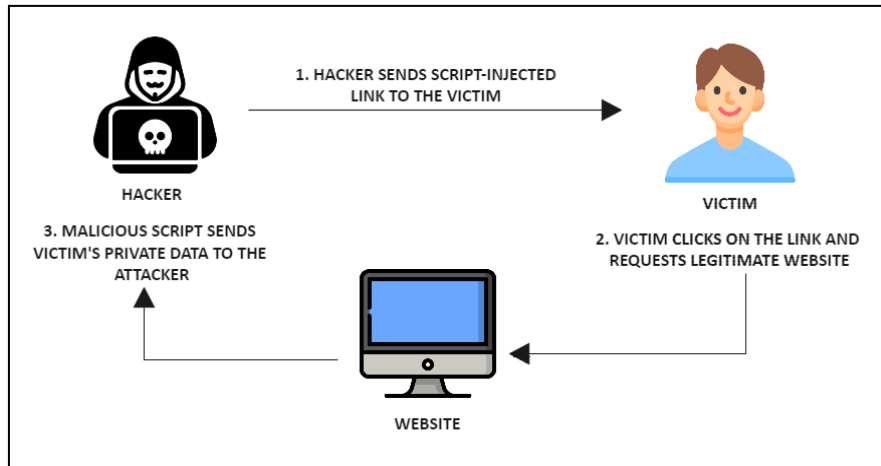 1. HACKER SENDS SCRIPT-INJECTED
LINK TO THE VICTIM
HACKER
VICTIM
3. MALICIOUS SCRIPT SENDS
VICTIM'S PRIVATE DATA TO THE
ATTACKER
2. VICTIM CLICKS ON THE LINK AND
REQUESTS LEGITIMATE WEBSITE
WEBSITE